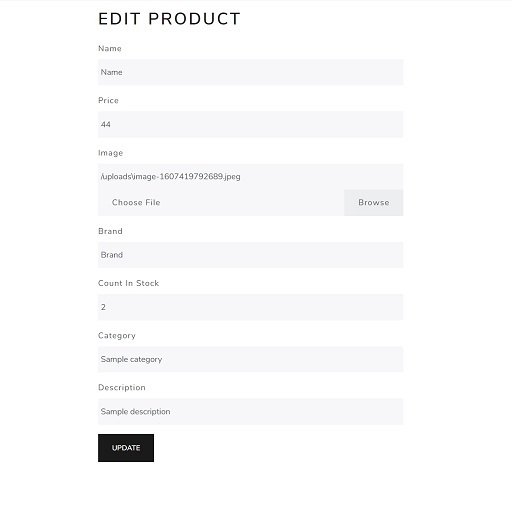 EDIT PRODUCT
Name
Name
Price
44
Image
/uploads\image-1607419792689.jpeg
Choose File Browse
Brand
Brand
Count In Stock
2
Category
Sample category
Description
Sample description
UPDATE